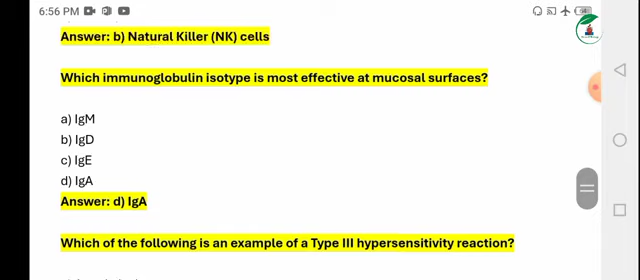 6:56 PM
Answer: b) Natural Killer (NK) cells
Which immunoglobulin isotype is most effective at mucosal surfaces?
a) IgM
b) IgD
c) IgE
d) IgA
Answer: d) IgA
Which of the following is an example of a Type III hypersensitivity reaction?